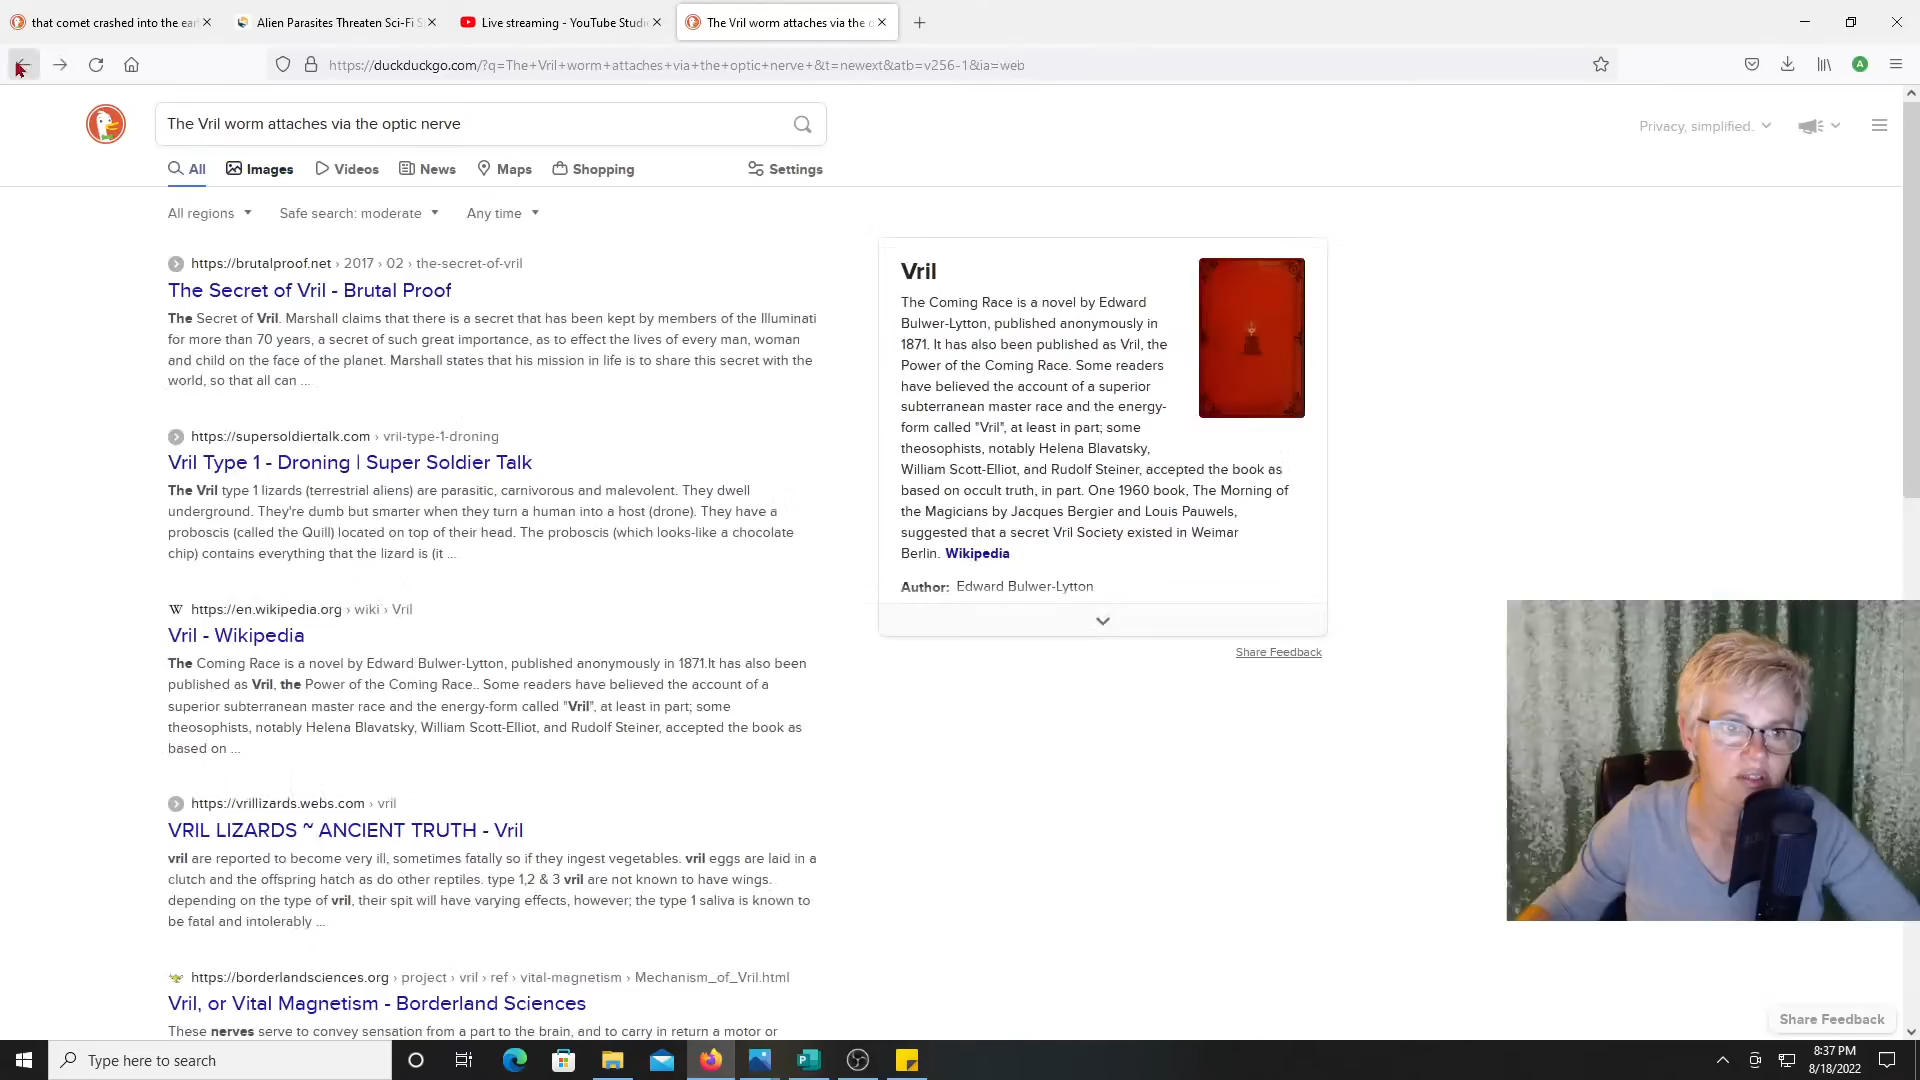 that comet crashed into the ear
Alien Parasites Threaten Sci-Fi S
Live streaming - YouTube Studi
The Vril worm attaches via the o
https://duckduckgo.com/?q=The+Vril+worm+attaches+via+the+optic+nerve+&t=newext&atb=v256-1&ia=web
A
The Vril worm attaches via the optic nerve
Privacy, simplified.
All Images Videos News Maps Shopping Settings
All regions Safe search: moderate Any time
https://brutalproof.net › 2017 › 02 › the-secret-of-vril
The Secret of Vril - Brutal Proof
The Secret of Vril. Marshall claims that there is a secret that has been kept by members of the Illuminati
for more than 70 years, a secret of such great importance, as to effect the lives of every man, woman
and child on the face of the planet. Marshall states that his mission in life is to share this secret with the
world, so that all can ...
https://supersoldiertalk.com › vril-type-1-droning
Vril Type 1 - Droning | Super Soldier Talk
The Vril type 1 lizards (terrestrial aliens) are parasitic, carnivorous and malevolent. They dwell
underground. They're dumb but smarter when they turn a human into a host (drone). They have a
proboscis (called the Quill) located on top of their head. The proboscis (which looks-like a chocolate
chip) contains everything that the lizard is (it ...
W https://en.wikipedia.org › wiki › Vril
Vril - Wikipedia
The Coming Race is a novel by Edward Bulwer-Lytton, published anonymously in 1871.It has also been
published as Vril, the Power of the Coming Race.. Some readers have believed the account of a
superior subterranean master race and the energy-form called "Vril", at least in part; some
theosophists, notably Helena Blavatsky, William Scott-Elliot, and Rudolf Steiner, accepted the book as
based on ...
https://vrillizards.webs.com › vril
VRIL LIZARDS ~ ANCIENT TRUTH - Vril
vril are reported to become very ill, sometimes fatally so if they ingest vegetables. vril eggs are laid in a
clutch and the offspring hatch as do other reptiles. type 1,2 & 3 vril are not known to have wings.
depending on the type of vril, their spit will have varying effects, however; the type 1 saliva is known to
be fatal and intolerably ...
https://borderlandsciences.org › project › vril › ref › vital-magnetism › Mechanism_of_Vril.html
Vril, or Vital Magnetism - Borderland Sciences
These nerves serve to convey sensation from a part to the brain, and to carry in return a motor or
Vril
The Coming Race is a novel by Edward
Bulwer-Lytton, published anonymously in
1871. It has also been published as Vril, the
Power of the Coming Race. Some readers
have believed the account of a superior
subterranean master race and the energy-
form called "Vril", at least in part; some
theosophists, notably Helena Blavatsky,
William Scott-Elliot, and Rudolf Steiner, accepted the book as
based on occult truth, in part. One 1960 book, The Morning of
the Magicians by Jacques Bergier and Louis Pauwels,
suggested that a secret Vril Society existed in Weimar
Berlin. Wikipedia
Author: Edward Bulwer-Lytton
Share Feedback
Share Feedback
Type here to search
8:37 PM
8/18/2022